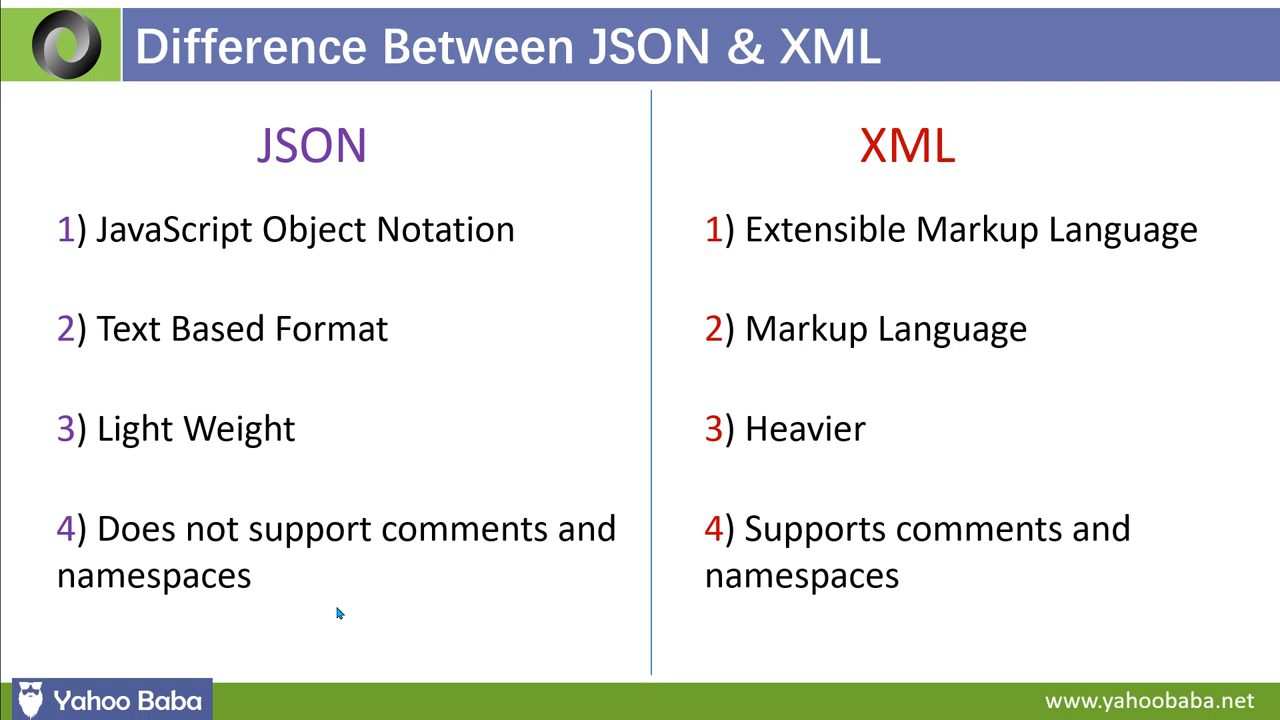 Difference Between JSON & XML
JSON
1) JavaScript Object Notation
2) Text Based Format
3) Light Weight
4) Does not support comments and
namespaces
XML
1) Extensible Markup Language
2) Markup Language
3) Heavier
4) Supports comments and
namespaces
Yahoo Baba
www.yahoobaba.net